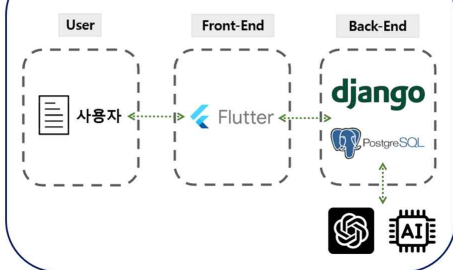 User
Front-End
Back-End
사용자
Flutter
django
PostgreSQL
AI